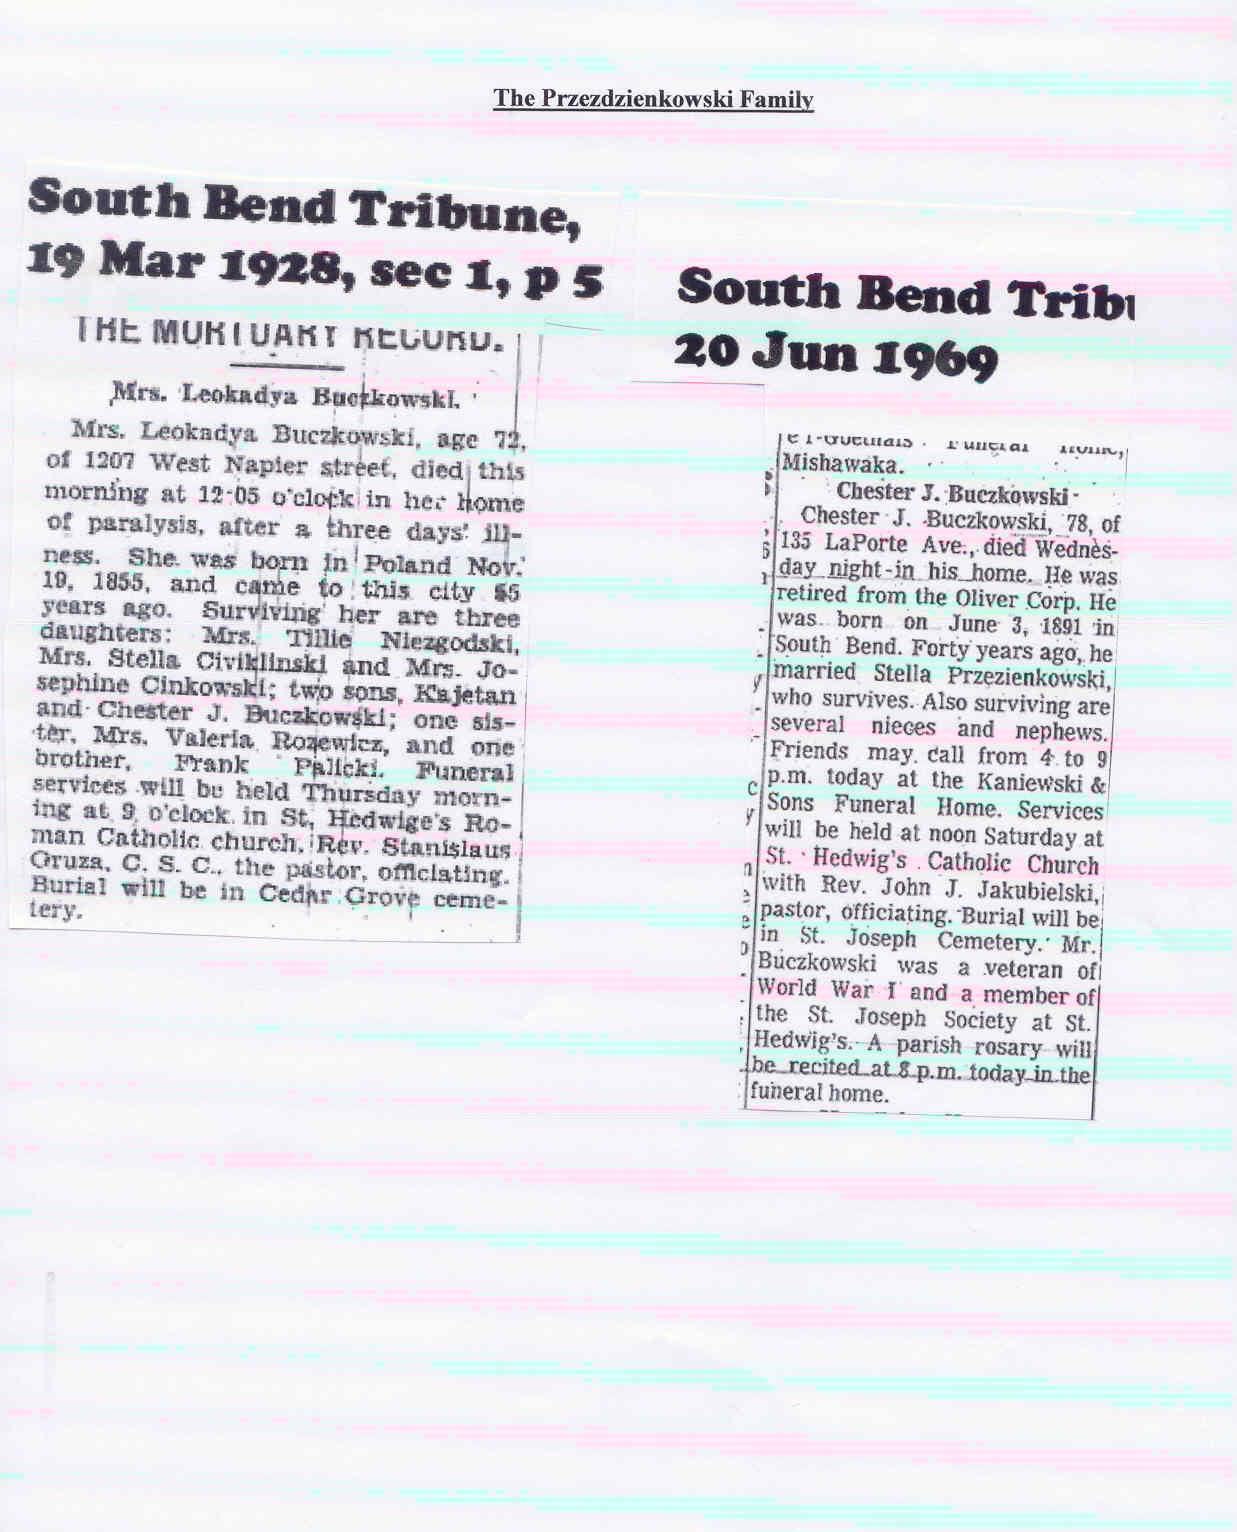 The Przezdzienkowski Family
South Bend Tribune,
19 Mar 1928, sec 1, p 5
THE MORTUARY RECORD.
Mrs. Leokadya Buczkowski.
Mrs. Leokadya Buczkowski, age 72,
of 1207 West Napier street, died this
morning at 12:05 o'clock in her home
of paralysis, after a three days' ill-
ness. She was born in Poland Nov.
19, 1855, and came to this city 55
years ago. Surviving her are three
daughters: Mrs. Tillie Niezgodski,
Mrs. Stella Civiklinski and Mrs. Jo-
sephine Cinkowski; two sons, Kajetan
and Chester J. Buczkowski; one sis-
ter, Mrs. Valeria Rozewicz, and one
brother, Frank Palicki. Funeral
services will be held Thursday morn-
ing at 9 o'clock in St. Hedwige's Ro-
man Catholic church, Rev. Stanislaus
Gruza, C. S. C., the pastor, officiating.
Burial will be in Cedar Grove ceme-
tery.
South Bend Tribu
20 Jun 1969
Funeral Home,
Mishawaka.
Chester J. Buczkowski
Chester J. Buczkowski, 78, of
135 LaPorte Ave., died Wednes-
day night in his home. He was
retired from the Oliver Corp. He
was born on June 3, 1891 in
South Bend. Forty years ago, he
married Stella Przezienkowski,
who survives. Also surviving are
several nieces and nephews.
Friends may call from 4 to 9
p.m. today at the Kaniewski &
Sons Funeral Home. Services
will be held at noon Saturday at
St. Hedwig's Catholic Church
with Rev. John J. Jakubielski,
pastor, officiating. Burial will be
in St. Joseph Cemetery. Mr.
Buczkowski was a veteran of
World War I and a member of
the St. Joseph Society at St.
Hedwig's. A parish rosary will
be recited at 8 p.m. today in the
funeral home.